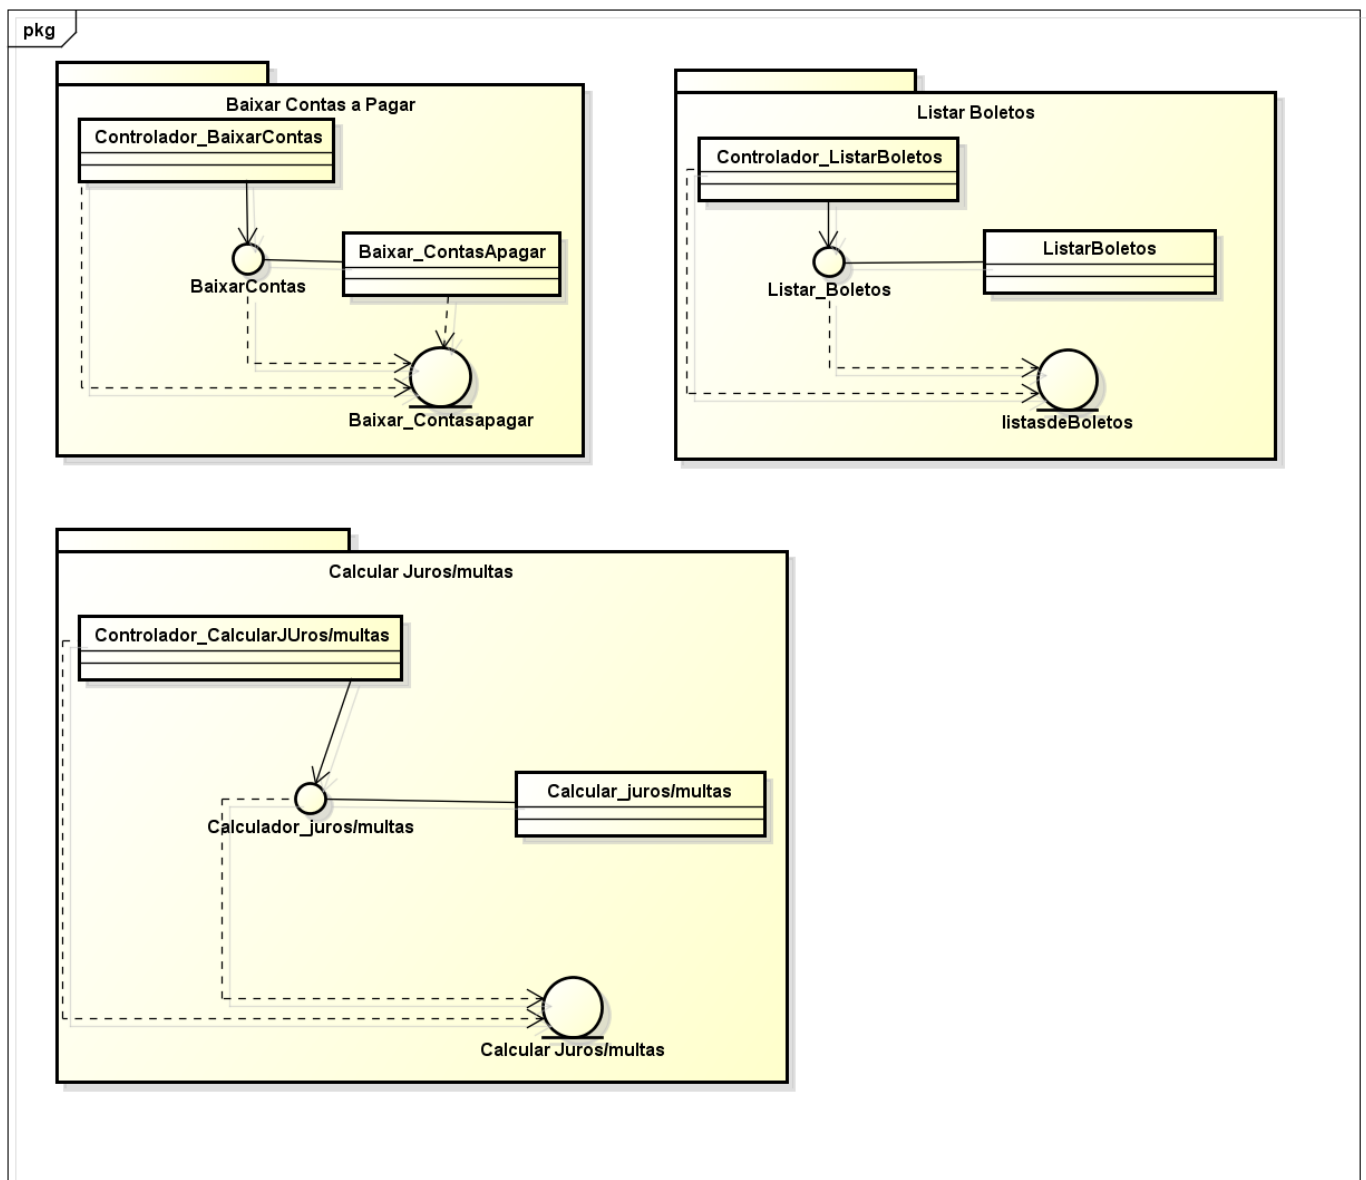 pkg
Baixar Contas a Pagar
Controlador_BaixarContas
Baixar_ContasApagar
BaixarContas
Baixar_Contasapagar
Listar Boletos
Controlador_ListarBoletos
ListarBoletos
Listar_Boletos
listasdeBoletos
Calcular Juros/multas
Controlador_CalcularJUros/multas
Calcular_juros/multas
Calculador_juros/multas
Calcular Juros/multas